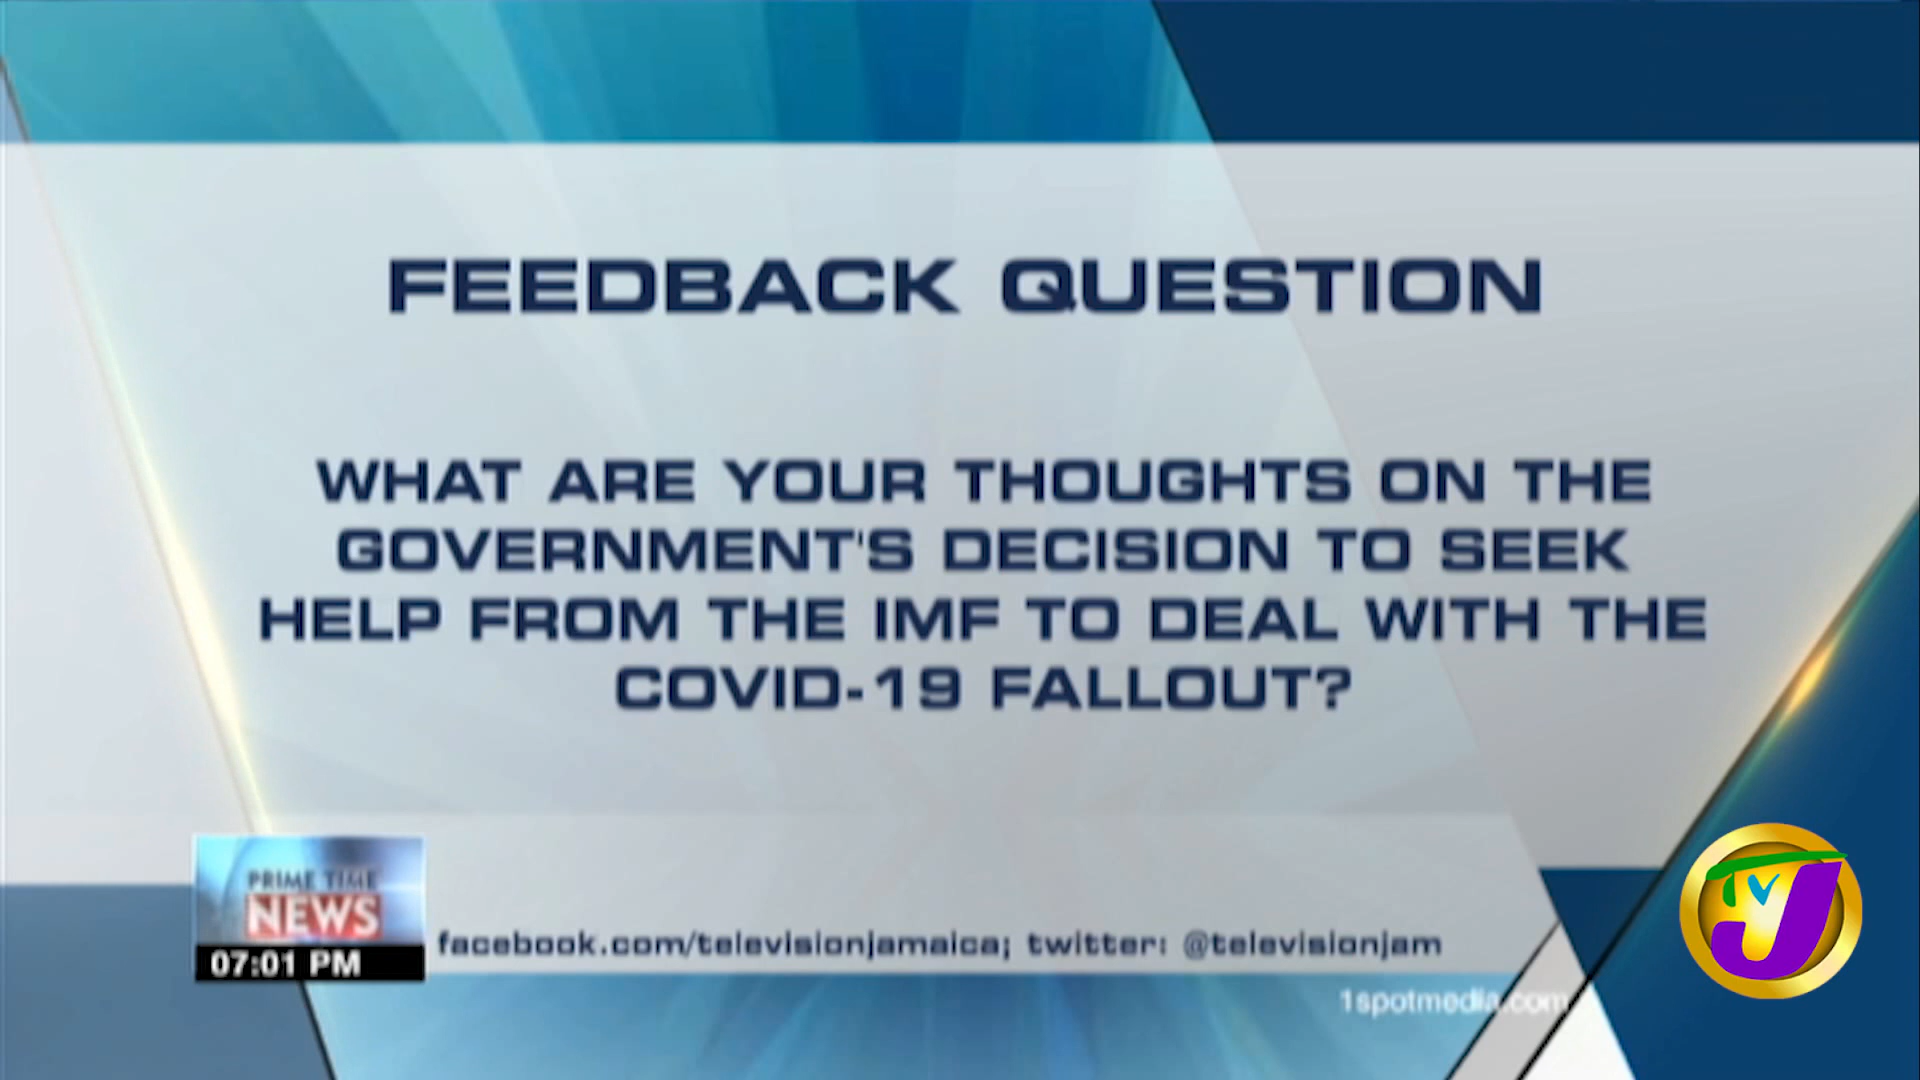 FEEDBACK QUESTION
WHAT ARE YOUR THOUGHTS ON THE
GOVERNMENT'S DECISION TO SEEK
HELP FROM THE IMF TO DEAL WITH THE
COVID-19 FALLOUT?
PRIME TIME
NEWS
07:01 PM
facebook.com/televisionjamaica; twitter: @televisionjam
1spotmedia.com
TVJ